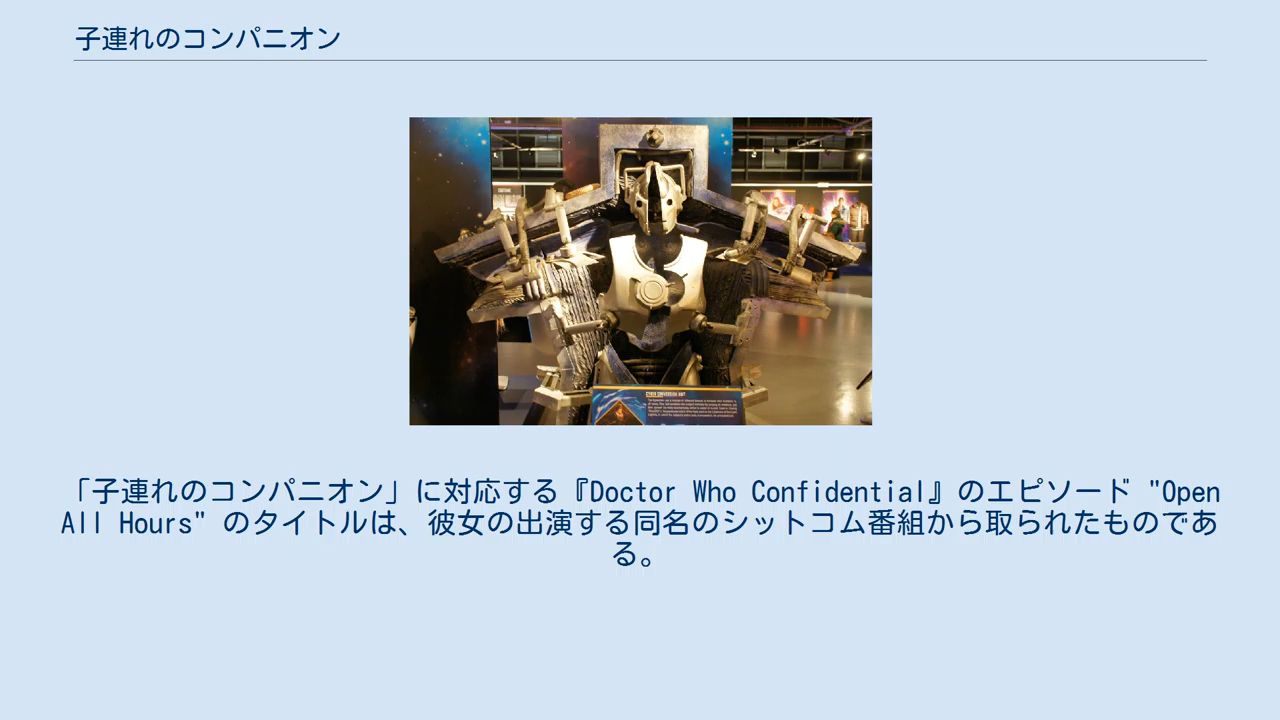 子連れのコンパニオン
CYBER CONVERSION UNIT
「子連れのコンパニオン」に対応する『Doctor Who Confidential』のエピソード "Open
All Hours" のタイトルは、彼女の出演する同名のシットコム番組から取られたものであ
る。